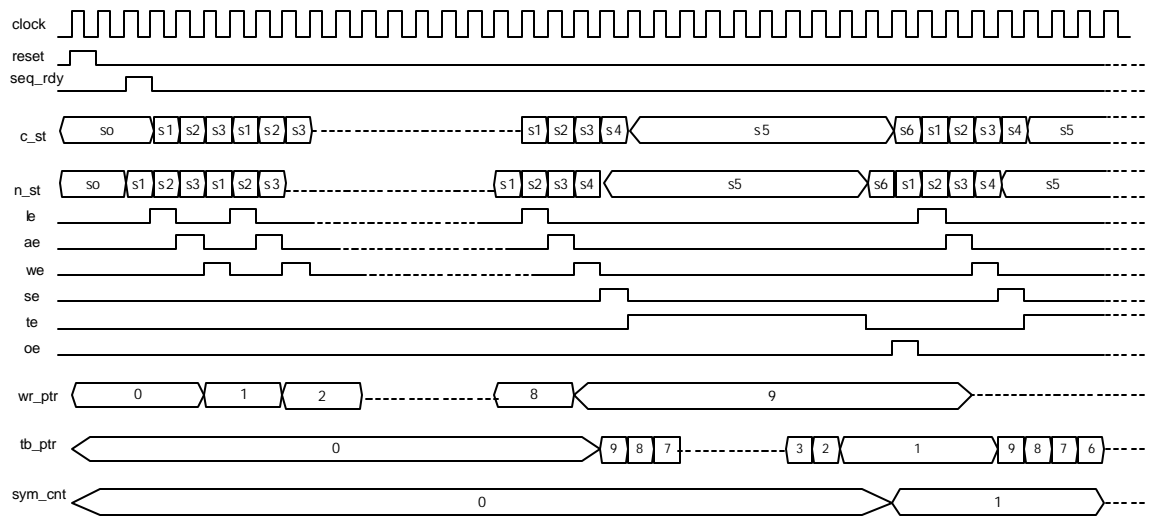 clock
reset
seq_rdy
c_st so s1 s2 s3 s1 s2 s3 s1 s2 s3 s4 s5 s6 s1 s2 s3 s4 s5
n_st so s1 s2 s3 s1 s2 s3 s1 s2 s3 s4 s5 s6 s1 s2 s3 s4 s5
le
ae
we
se
te
oe
wr_ptr 0 1 2 8 9
tb_ptr 0 9 8 7 3 2 1 9 8 7 6
sym_cnt 0 1